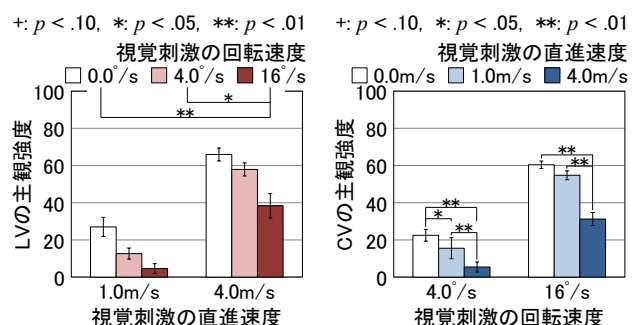 +: p < .10, *: p < .05, **: p < .01
視覚刺激の回転速度
0.0°/s 4.0°/s 16°/s
LVの主観強度
100
80
60
40
20
0
*
**
1.0m/s 4.0m/s
視覚刺激の直進速度
+: p < .10, *: p < .05, **: p < .01
視覚刺激の直進速度
0.0m/s 1.0m/s 4.0m/s
CVの主観強度
100
80
60
40
20
0
**
**
**
*
**
4.0°/s 16°/s
視覚刺激の回転速度